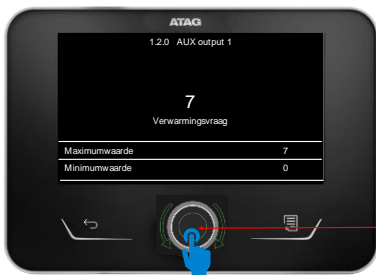 ATAG
1.2.0 AUX output 1
7
Verwarmingsvraag
Maximumwaarde 7
Minimumwaarde 0